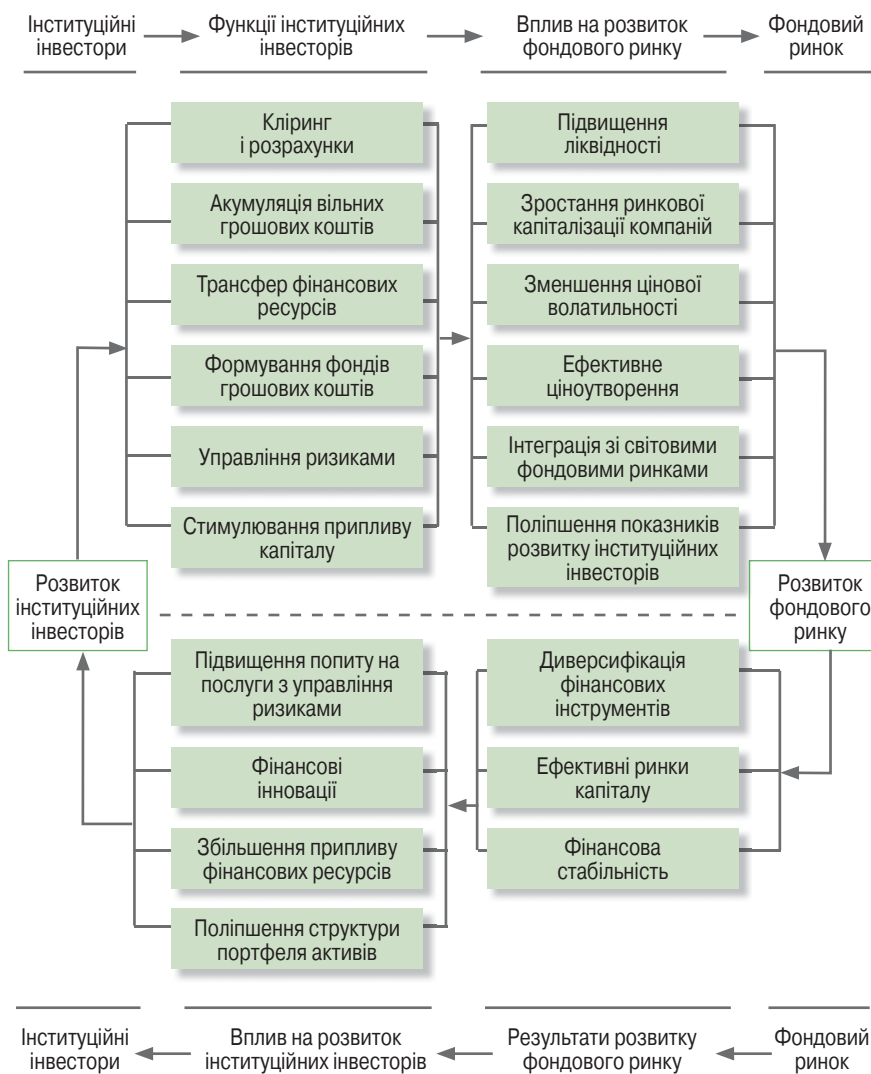 Інституційні
інвестори
Функції інституційних
інвесторів
Вплив на розвиток
фондового ринку
Фондовий
ринок
Кліринг
і розрахунки
Акумуляція вільних
грошових коштів
Трансфер фінансових
ресурсів
Формування фондів
грошових коштів
Управління ризиками
Стимулювання припливу
капіталу
Підвищення
ліквідності
Зростання ринкової
капіталізації компаній
Зменшення цінової
волатильності
Ефективне
ціноутворення
Інтеграція зі світовими
фондовими ринками
Поліпшення показників
розвитку інституційних
інвесторів
Розвиток
інституційних
інвесторів
Розвиток
фондового
ринку
Підвищення попиту на
послуги з управління
ризиками
Фінансові
інновації
Збільшення припливу
фінансових ресурсів
Поліпшення структури
портфеля активів
Диверсифікація
фінансових
інструментів
Ефективні ринки
капіталу
Фінансова
стабільність
Інституційні
інвестори
Вплив на розвиток
інституційних інвесторів
Результати розвитку
фондового ринку
Фондовий
ринок